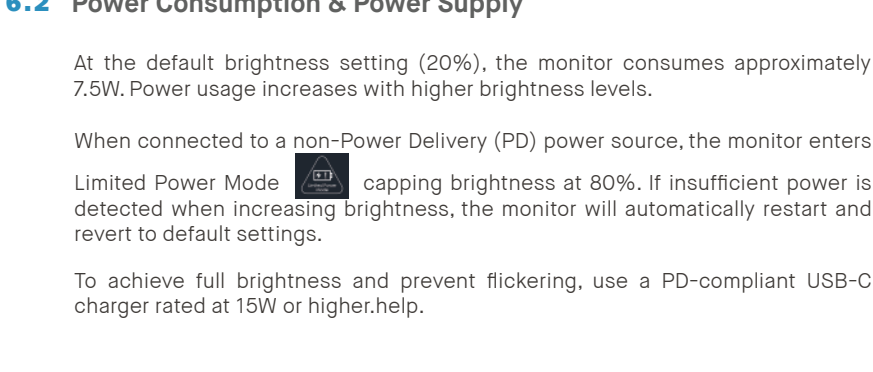 6.2 Power Consumption & Power Supply
At the default brightness setting (20%), the monitor consumes approximately
7.5W. Power usage increases with higher brightness levels.
When connected to a non-Power Delivery (PD) power source, the monitor enters
Limited Power Mode capping brightness at 80%. If insufficient power is
detected when increasing brightness, the monitor will automatically restart and
revert to default settings.
To achieve full brightness and prevent flickering, use a PD-compliant USB-C
charger rated at 15W or higher.help.